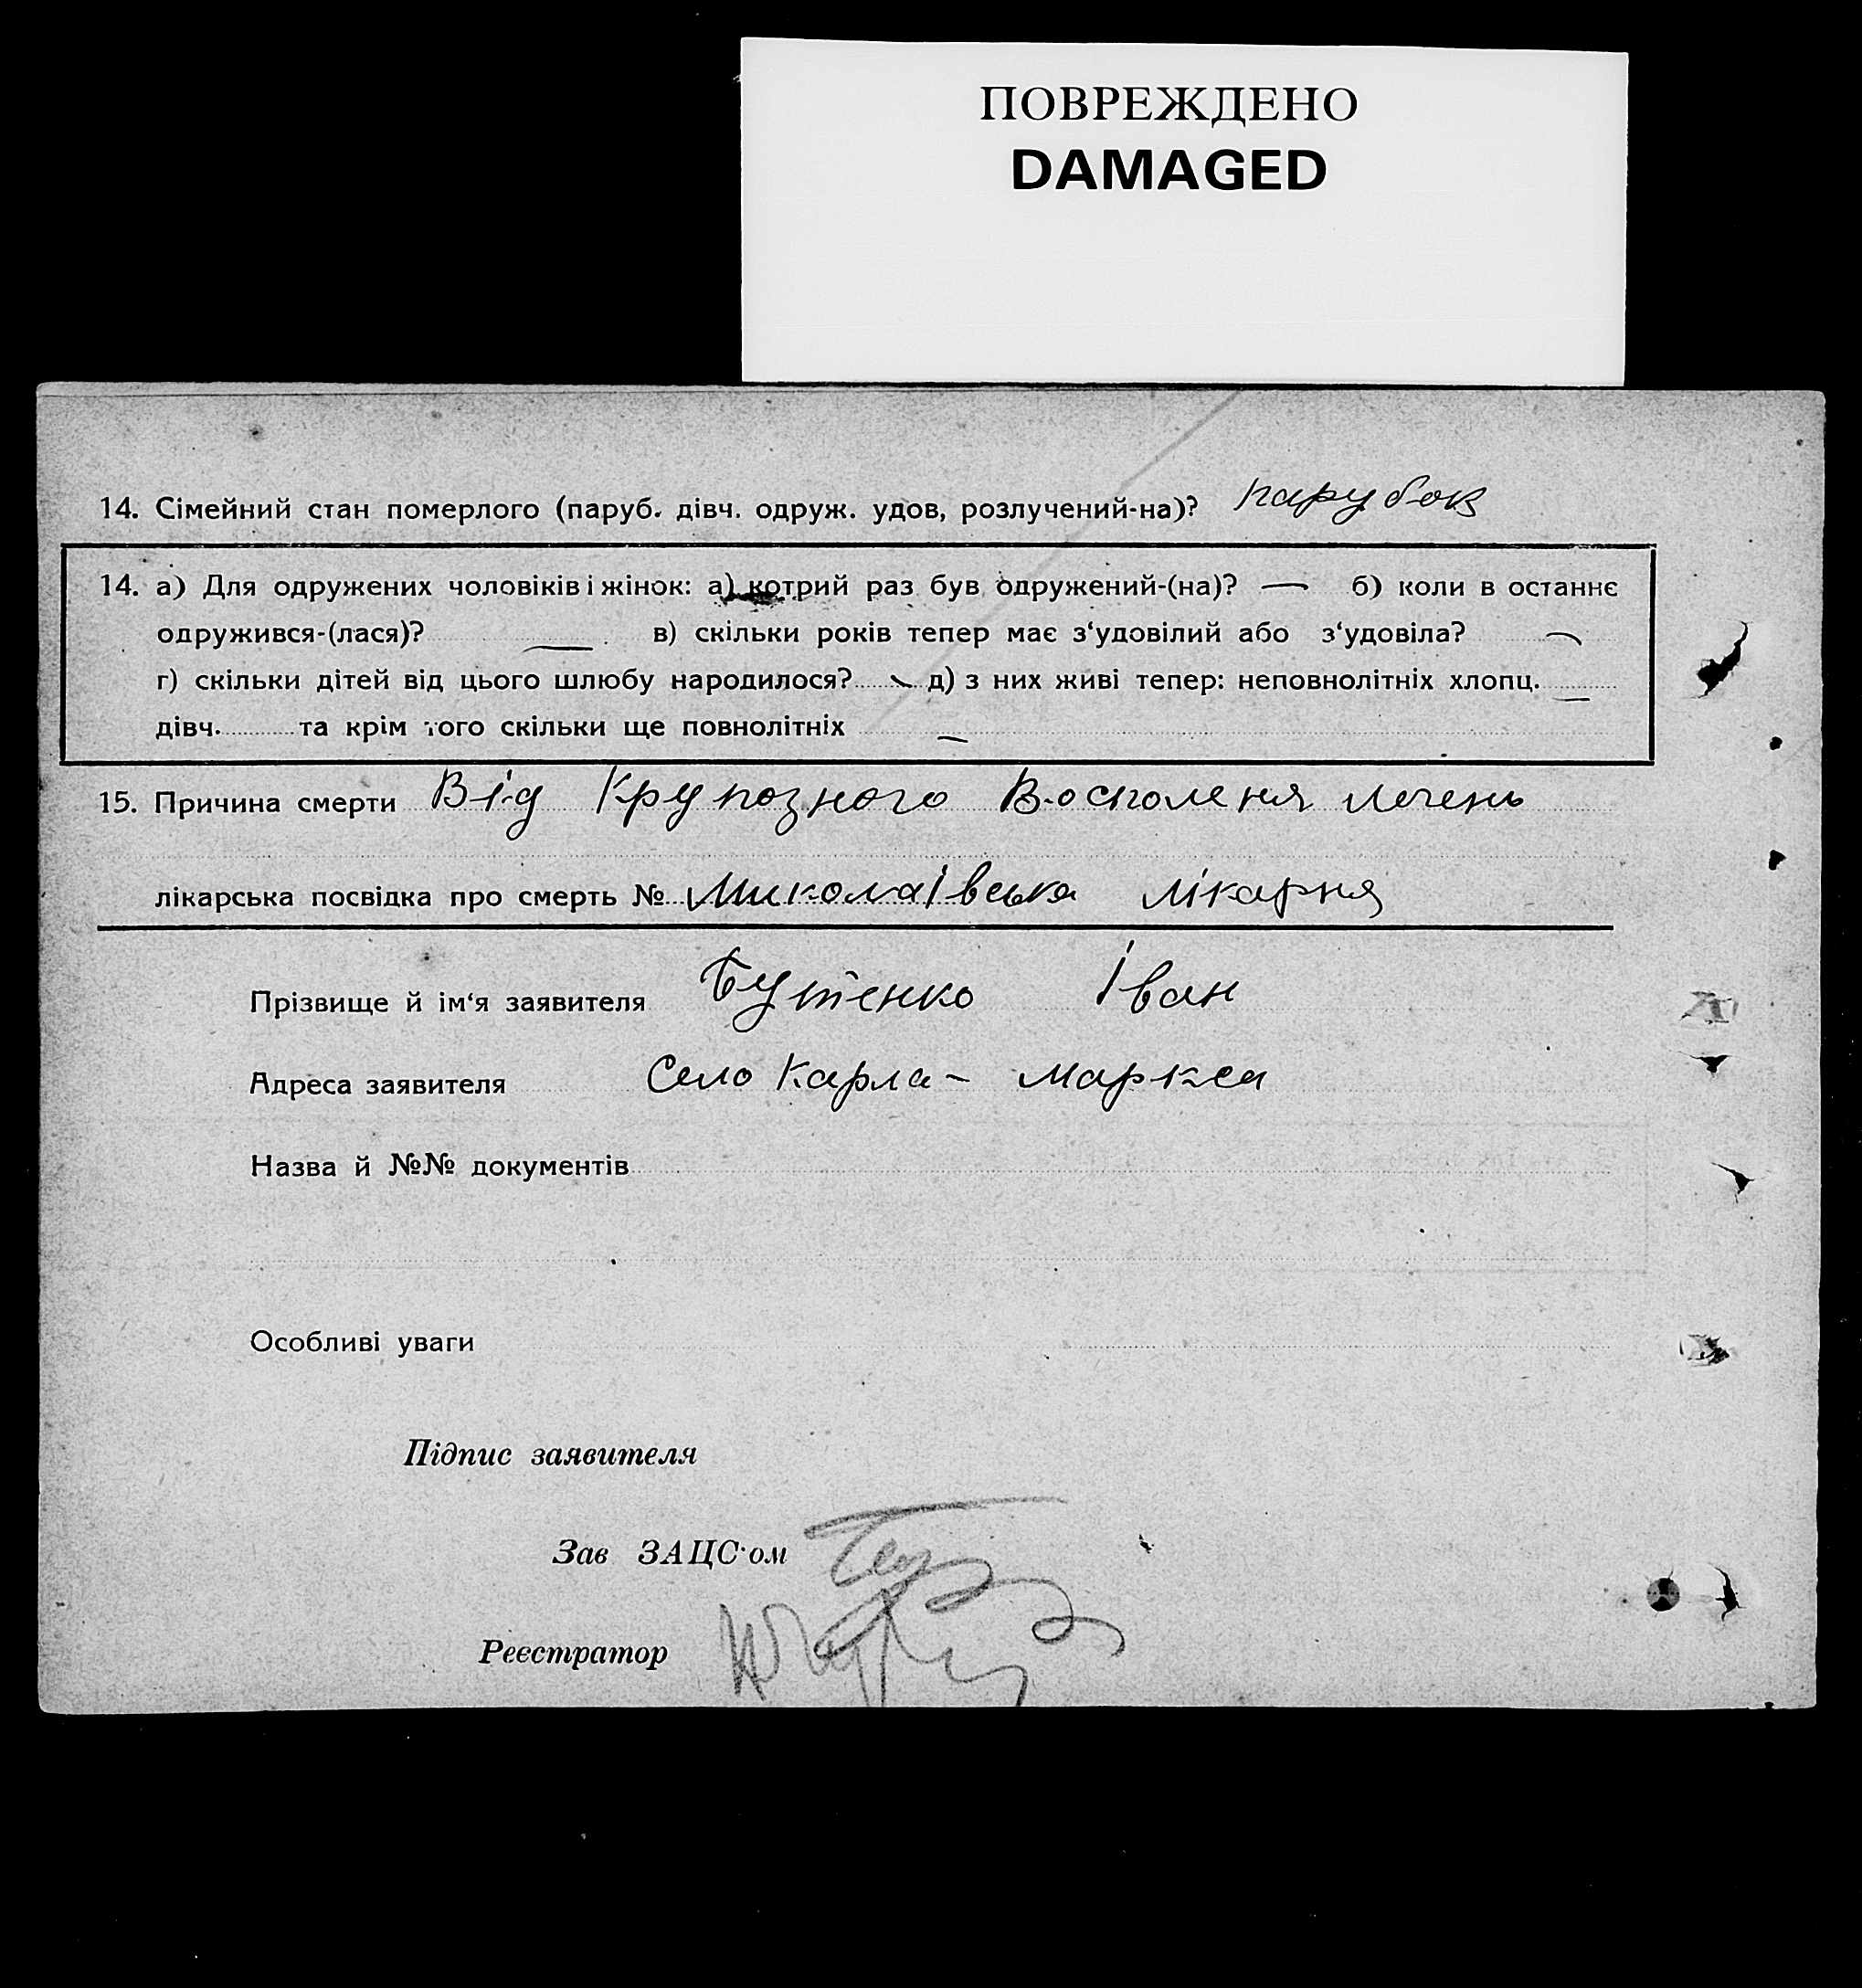 ПОВРЕЖДЕНО
DAMAGED
14. Сімейний стан померлого (паруб. дівч. одруж. удов, розлучений-на)? парубок
14. а) Для одружених чоловіків і жінок: а) котрий раз був одружений-(на)? — б) коли в останнє
одружився-(лася)? — в) скільки років тепер має з‘удовілий або з‘удовіла? —
г) скільки дітей від цього шлюбу народилося? — д) з них живі тепер: неповнолітніх хлопц. —
дівч. та крім того скільки ще повнолітніх —
15. Причина смерти Від Крупозного Восполеня Легень
лікарська посвідка про смерть № Миколаівська лікарня
Прізвище й ім‘я заявителя Бутенко Іван
Адреса заявителя Село Карла - Маркса
Назва й №№ документів
Особливі уваги
Підпис заявителя
Зав ЗАЦС‘ом
Реєстратор